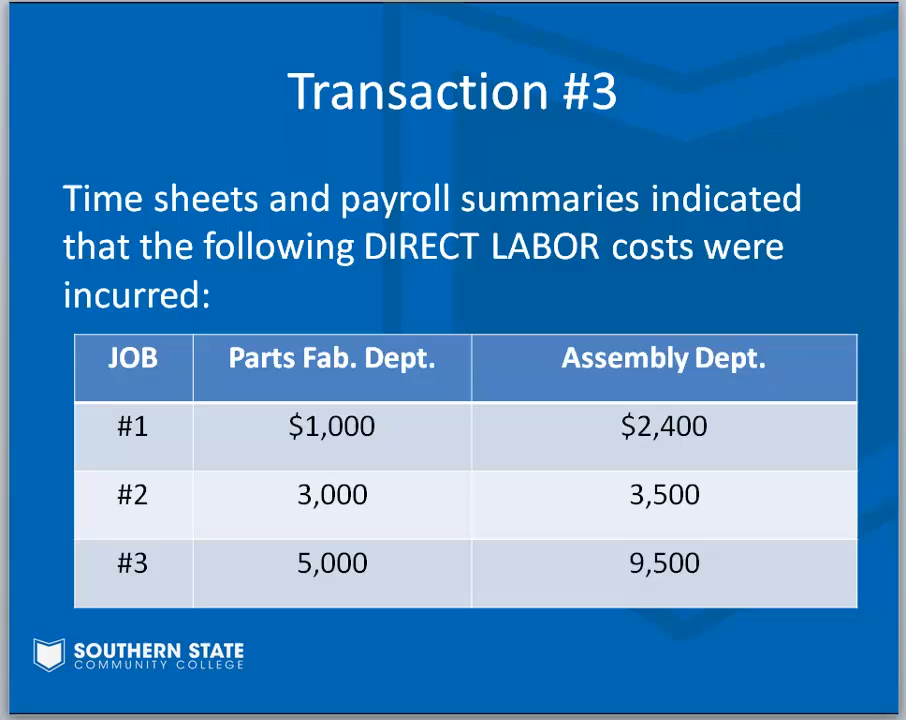 Transaction #3
Time sheets and payroll summaries indicated
that the following DIRECT LABOR costs were
incurred:
JOB Parts Fab. Dept. Assembly Dept.
#1 $1,000 $2,400
#2 3,000 3,500
#3 5,000 9,500
SOUTHERN STATE
COMMUNITY COLLEGE